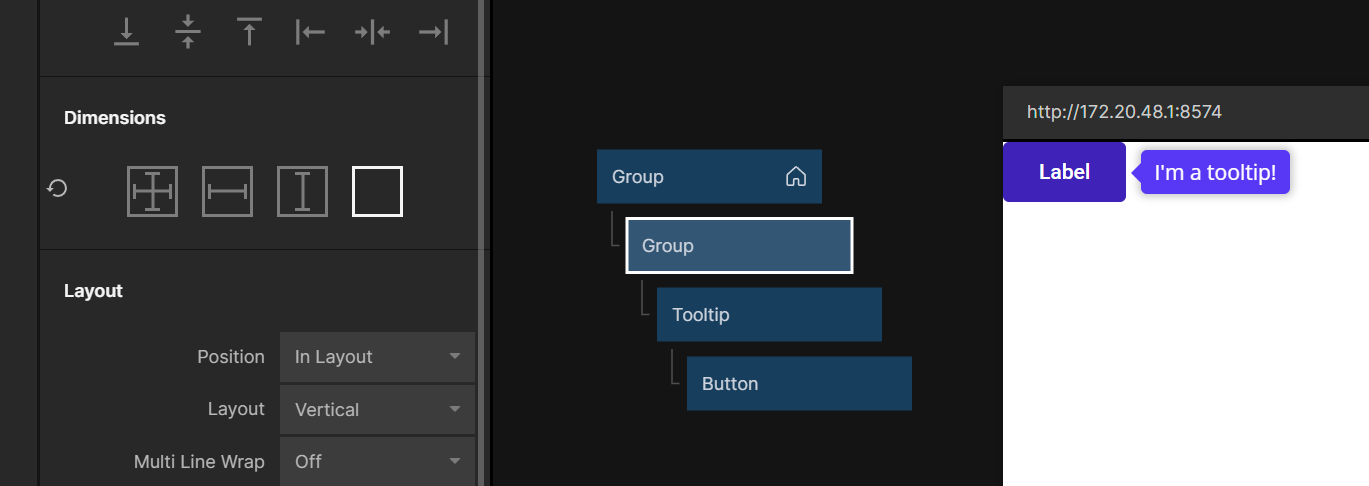 Dimensions
Layout
Position In Layout
Layout Vertical
Multi Line Wrap Off
Group
Group
Tooltip
Button
http://172.20.48.1:8574
Label I'm a tooltip!